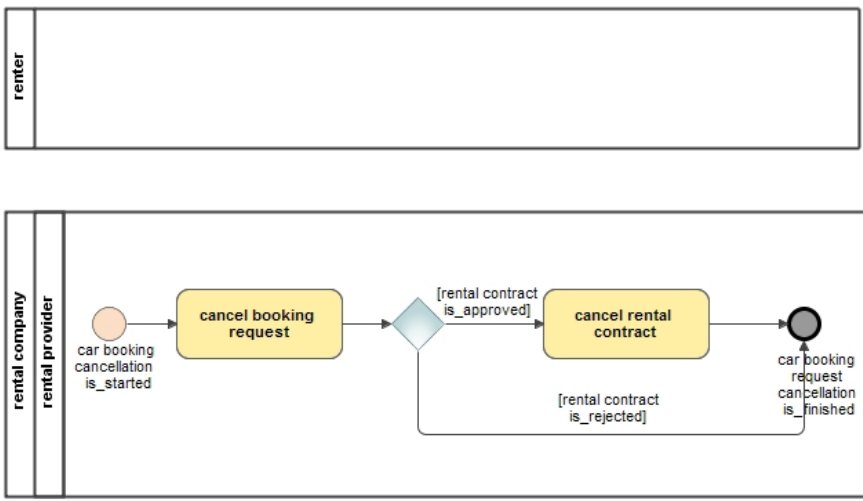 renter
rental company
rental provider
car booking
cancellation
is_started
cancel booking
request
[rental contract
is_approved]
cancel rental
contract
[rental contract
is_rejected]
car booking
request
cancellation
is_finished